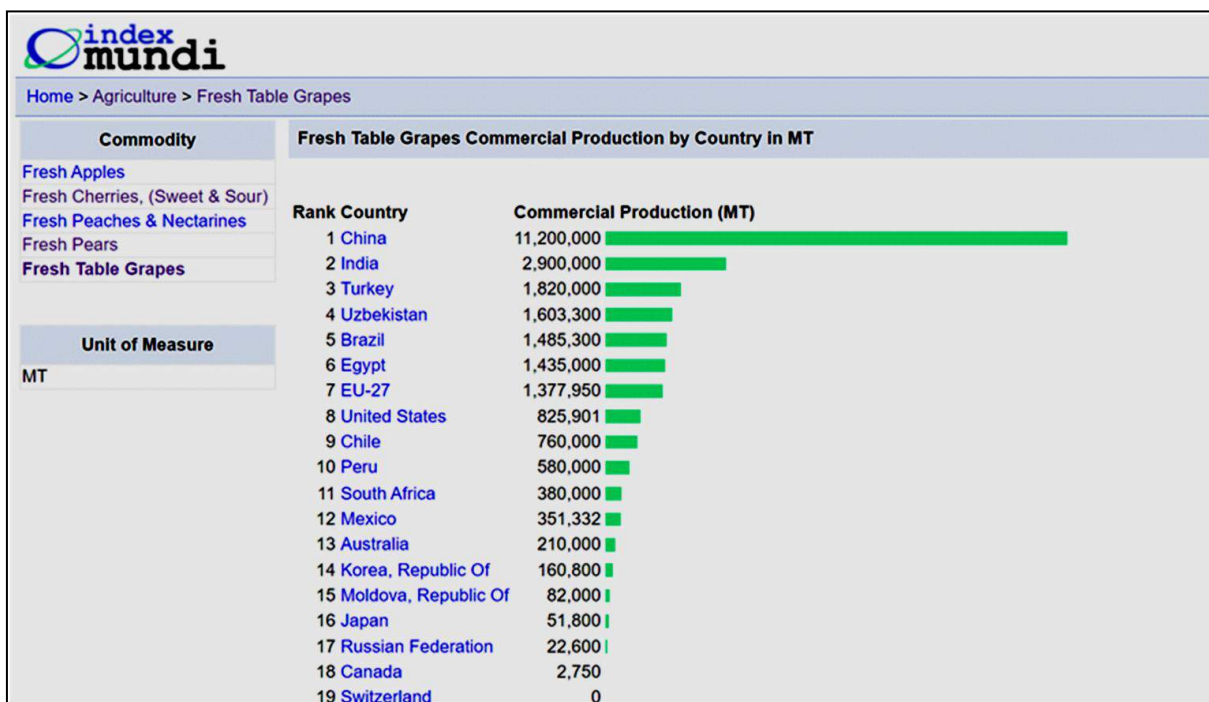 index
mundi
Home > Agriculture > Fresh Table Grapes
Commodity
Fresh Apples
Fresh Cherries, (Sweet & Sour)
Fresh Peaches & Nectarines
Fresh Pears
Fresh Table Grapes
Unit of Measure
MT
Fresh Table Grapes Commercial Production by Country in MT
Rank Country Commercial Production (MT)
1 China 11,200,000
2 India 2,900,000
3 Turkey 1,820,000
4 Uzbekistan 1,603,300
5 Brazil 1,485,300
6 Egypt 1,435,000
7 EU-27 1,377,950
8 United States 825,901
9 Chile 760,000
10 Peru 580,000
11 South Africa 380,000
12 Mexico 351,332
13 Australia 210,000
14 Korea, Republic Of 160,800
15 Moldova, Republic Of 82,000
16 Japan 51,800
17 Russian Federation 22,600
18 Canada 2,750
19 Switzerland 0